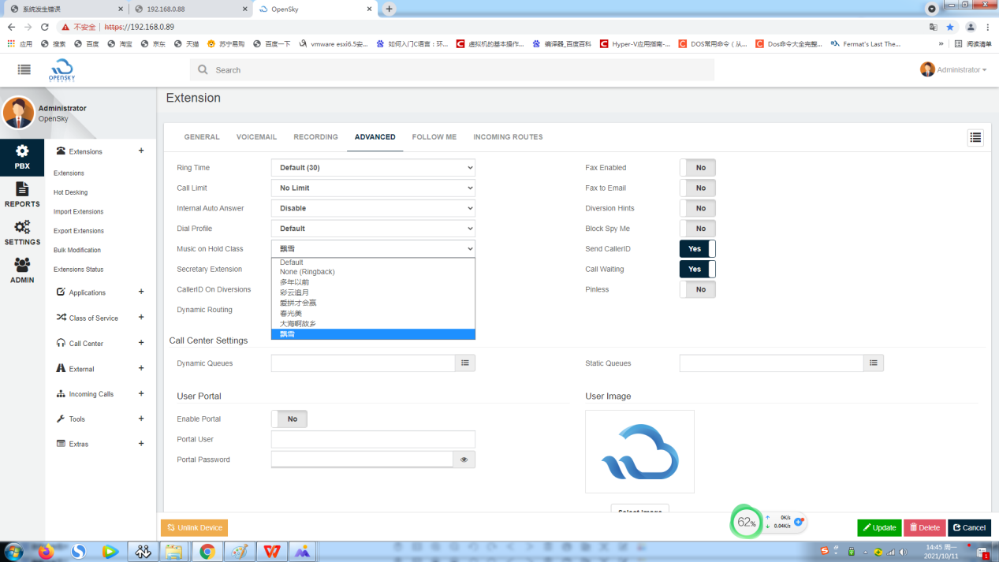 系统发生错误
192.168.0.88
OpenSky
不安全
https://192.168.0.89
应用
搜索
百度
淘宝
京东
天猫
苏宁易购
百度一下
vmware esxi6.5安...
如何入门C语言：环...
虚拟机的基本操作...
编译器_百度百科
Hyper-V应用指南-...
DOS常用命令（从...
Dos命令大全完整...
Fermat's Last The...
»
阅读清单
OPENSKY
Search
Administrator
Administrator
OpenSky
PBX
REPORTS
SETTINGS
ADMIN
Extensions +
Extensions
Hot Desking
Import Extensions
Export Extensions
Bulk Modification
Extensions Status
Applications +
Class of Service +
Call Center +
External +
Incoming Calls +
Tools +
Extras +
Extension
GENERAL VOICEMAIL RECORDING ADVANCED FOLLOW ME INCOMING ROUTES
Ring Time Default (30)
Call Limit No Limit
Internal Auto Answer Disable
Dial Profile Default
Music on Hold Class 飘雪
Default
None (Ringback)
多年以前
彩云追月
爱拼才会赢
春光美
大海啊故乡
飘雪
Secretary Extension
CallerID On Diversions
Dynamic Routing
Fax Enabled No
Fax to Email No
Diversion Hints No
Block Spy Me No
Send CallerID Yes
Call Waiting Yes
Pinless No
Call Center Settings
Dynamic Queues
Static Queues
User Portal
Enable Portal No
Portal User
Portal Password
User Image
Select Image
Unlink Device
62%
0K/s
0.04K/s
Update
Delete
Cancel
14:45 周一
2021/10/11
1